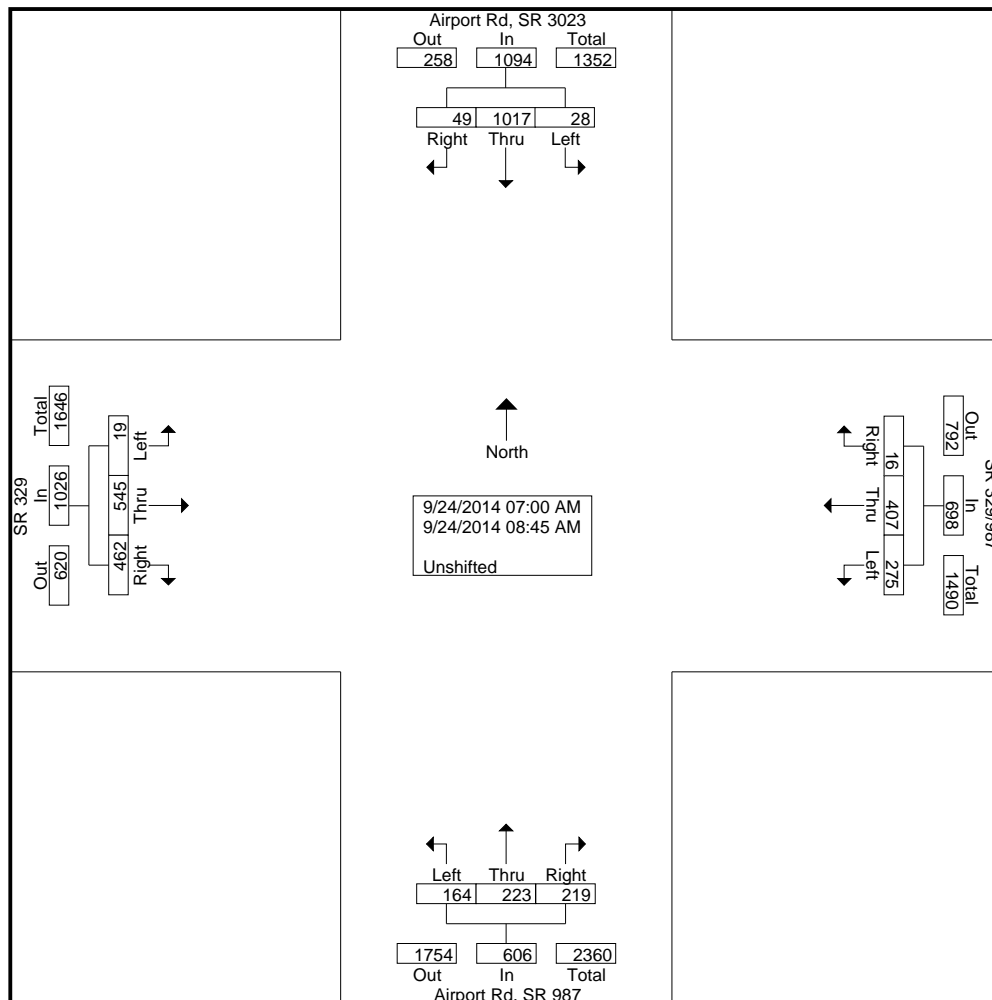 Airport Rd, SR 3023
Out In Total
258 1094 1352
49 1017 28
Right Thru Left
SR 329
Total In Out
1646 1026 620
19 545 462
Left Thru Right
North
9/24/2014 07:00 AM
9/24/2014 08:45 AM
Unshifted
SR 329/987
Out In Total
792 698 1490
16 407 275
Right Thru Left
Left Thru Right
164 223 219
1754 606 2360
Out In Total
Airport Rd, SR 987